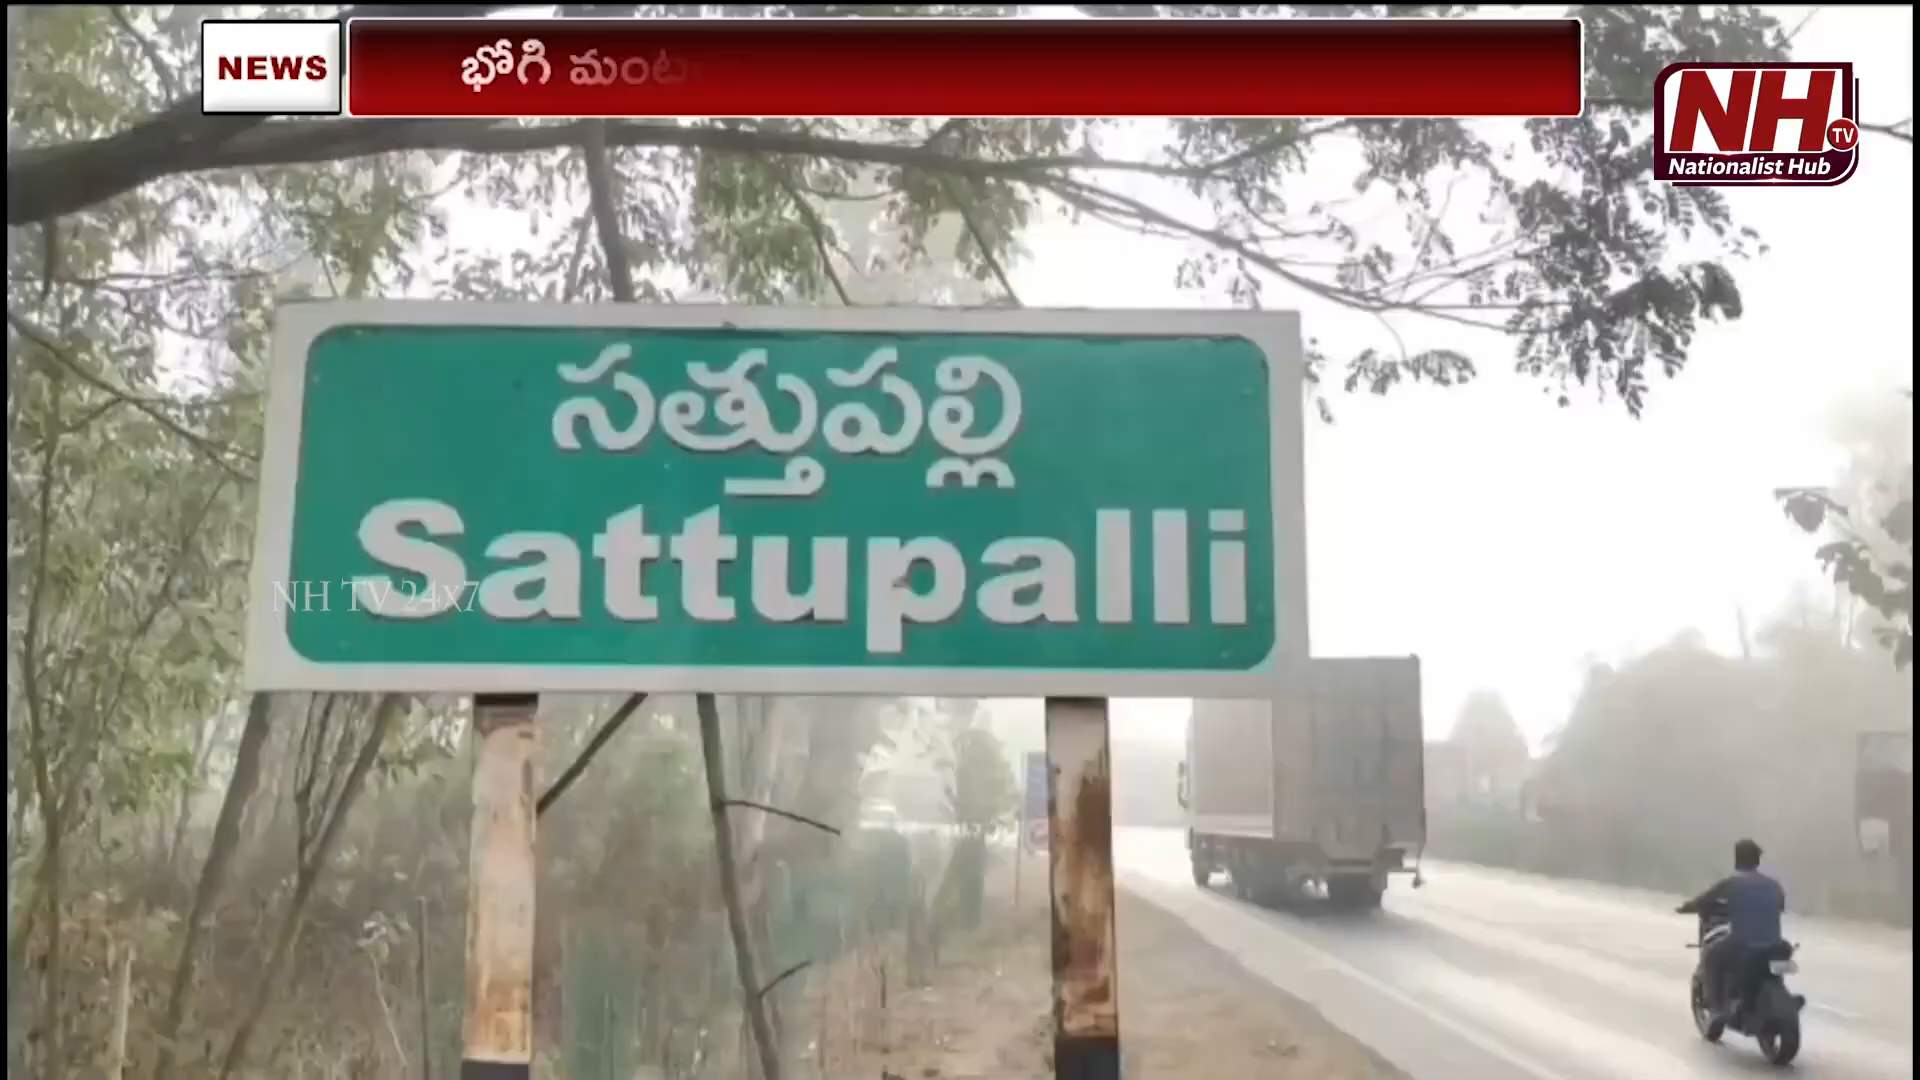 NEWS
భోగి
NH
TV
Nationalist Hub
సత్తుపల్లి
Sattupalli
NH TV 24x7